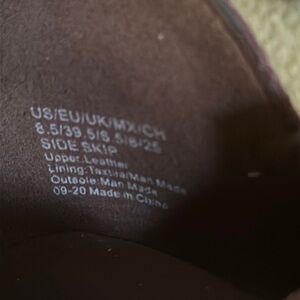 US/EU/UK/MX/CH
8.5/39.5/6.5/6/25
SIDE SKIP
Upper:Leather
Lining:Textile/Man Made
Outsole:Man Made
09-20 Made in China